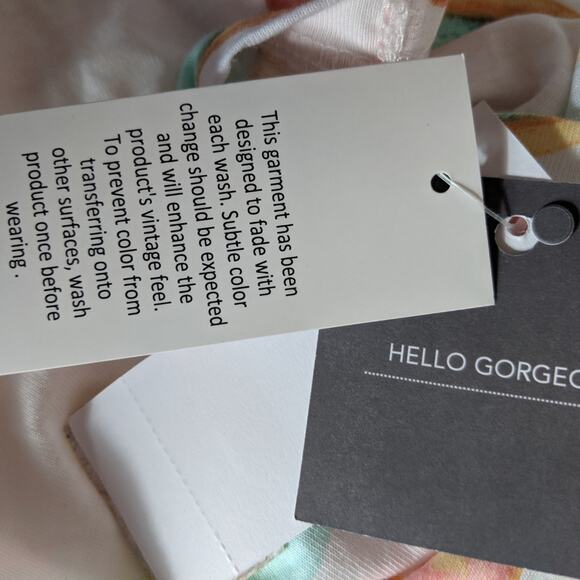 This garment has been
designed to fade with
each wash. Subtle color
change should be expected
and will enhance the
product's vintage feel.
To prevent color from
transferring onto
other surfaces, wash
product once before
wearing .
HELLO